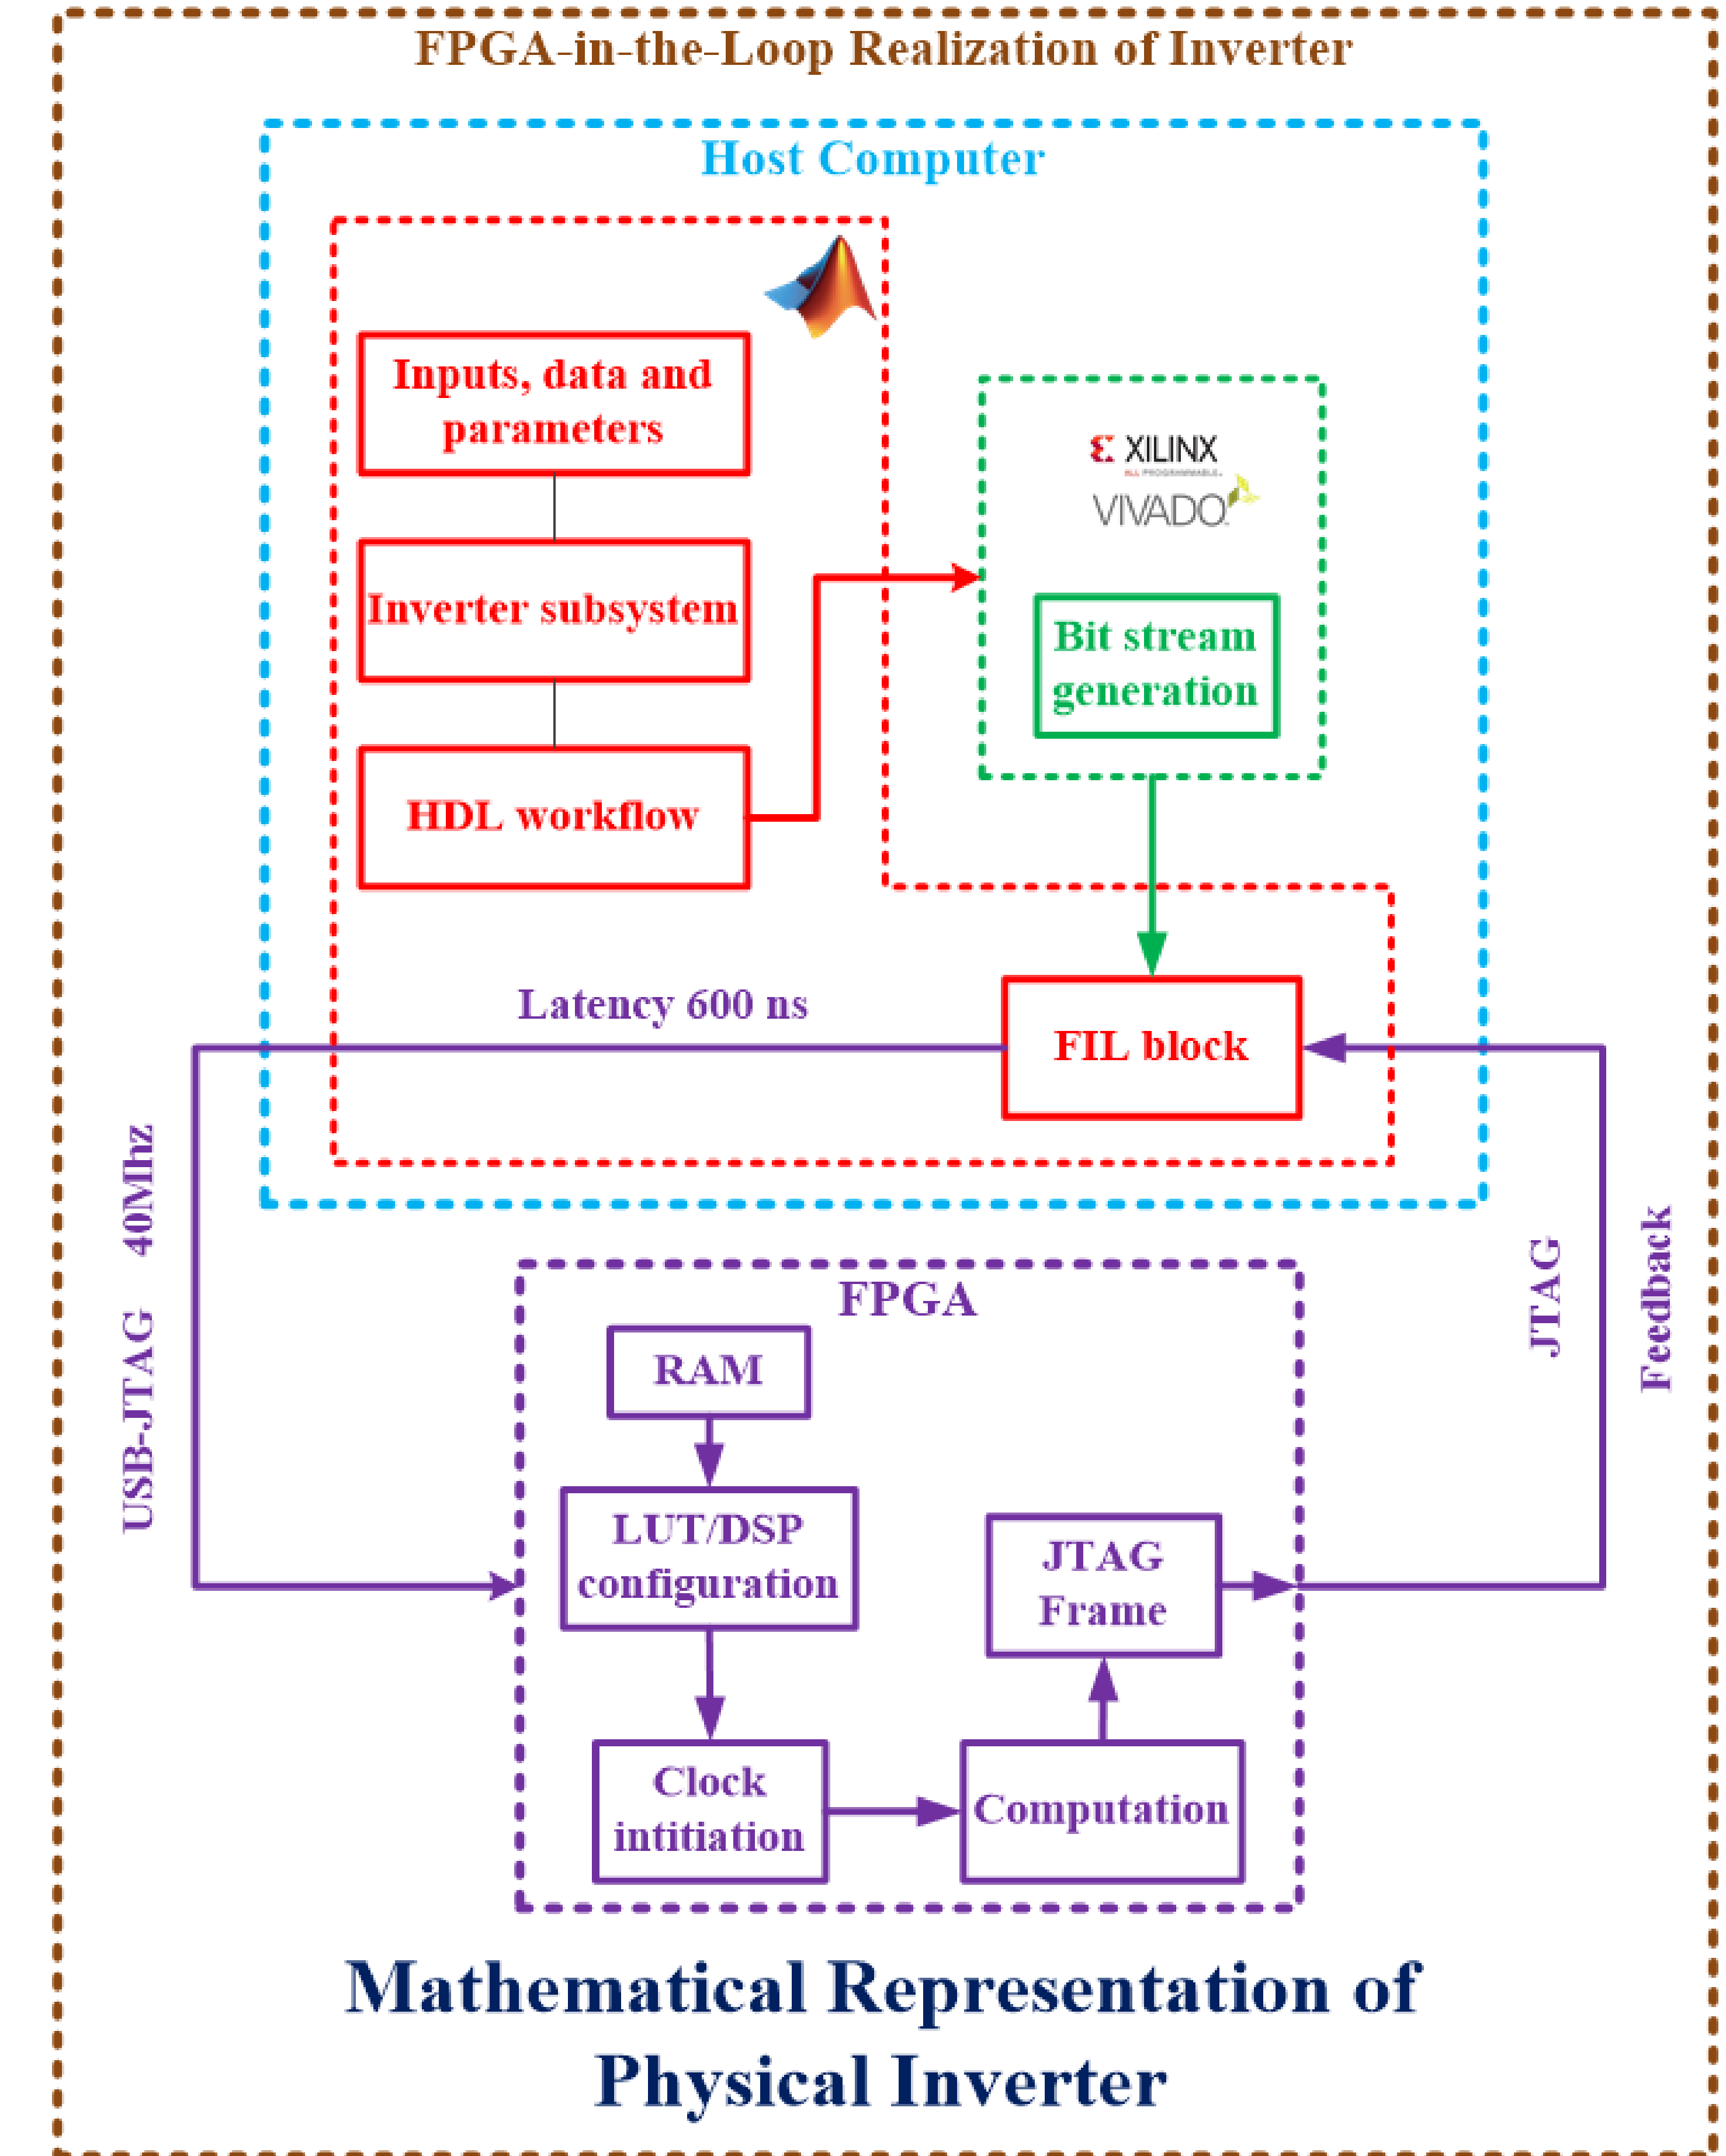 FPGA-in-the-Loop Realization of Inverter
Host Computer
Inputs, data and
parameters
Inverter subsystem
HDL workflow
XILINX
ALL PROGRAMMABLE
VIVADO
Bit stream
generation
Latency 600 ns
FIL block
USB-JTAG 40Mhz
JTAG
Feedback
FPGA
RAM
LUT/DSP
configuration
Clock
intitiation
Computation
JTAG
Frame
Mathematical Representation of
Physical Inverter